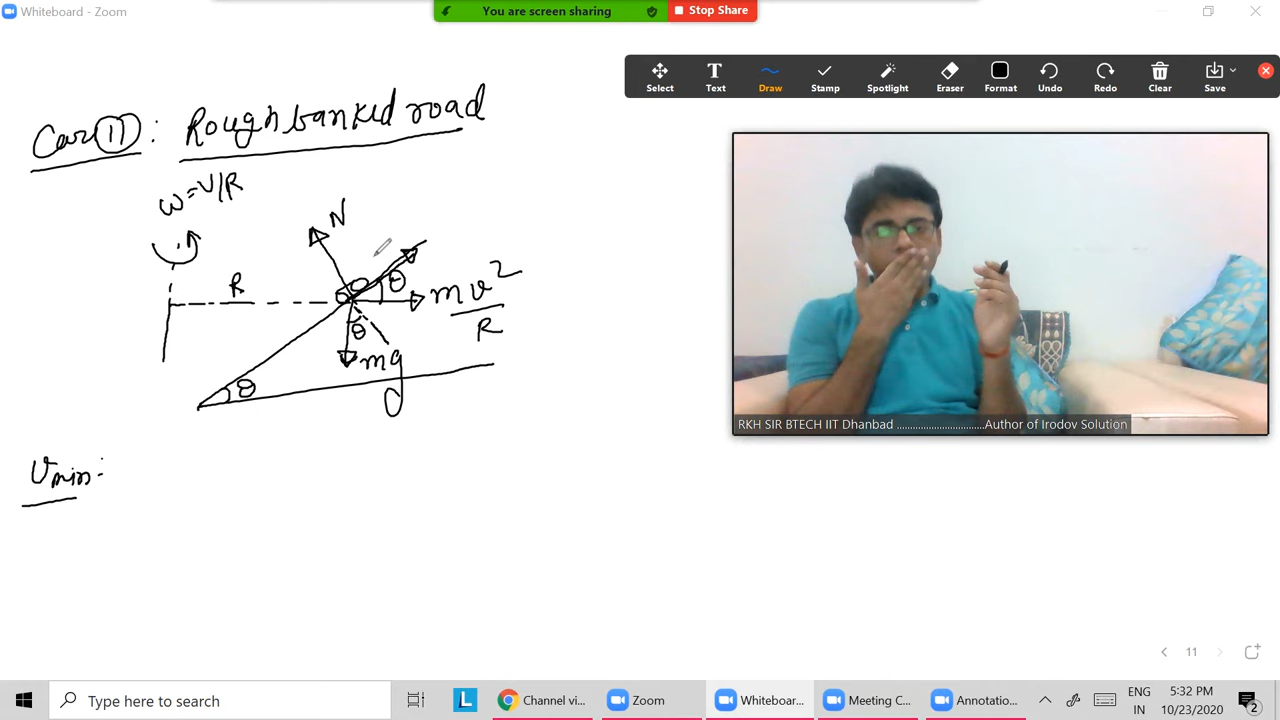 Whiteboard - Zoom
You are screen sharing
Stop Share
Select
Text
Draw
Stamp
Spotlight
Eraser
Format
Undo
Redo
Clear
Save
Case (11) : Rough banked road
ω = V/R
N
R
θ
mv²/R
θ
mg
θ
Vmin :
RKH SIR BTECH IIT Dhanbad ................................Author of Irodov Solution
11
Type here to search
L
Channel vi...
Zoom
Whiteboar...
Meeting C...
Annotatio...
ENG
IN
5:32 PM
10/23/2020
2